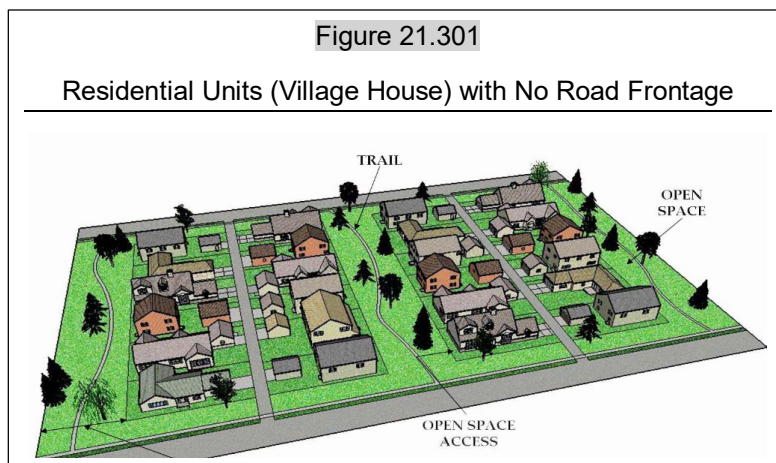 Figure 21.301
Residential Units (Village House) with No Road Frontage
TRAIL
OPEN
SPACE
OPEN SPACE
ACCESS